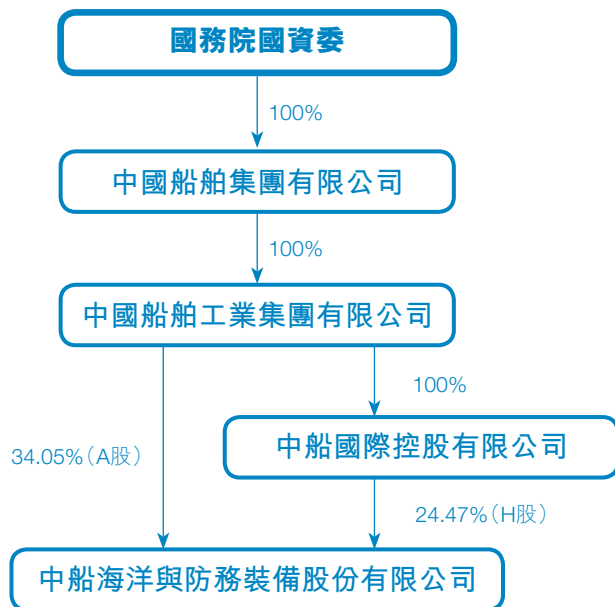 國務院國資委
100%
中國船舶集團有限公司
100%
中國船舶工業集團有限公司
100%
中船國際控股有限公司
34.05%(A股)
24.47%(H股)
中船海洋與防務裝備股份有限公司